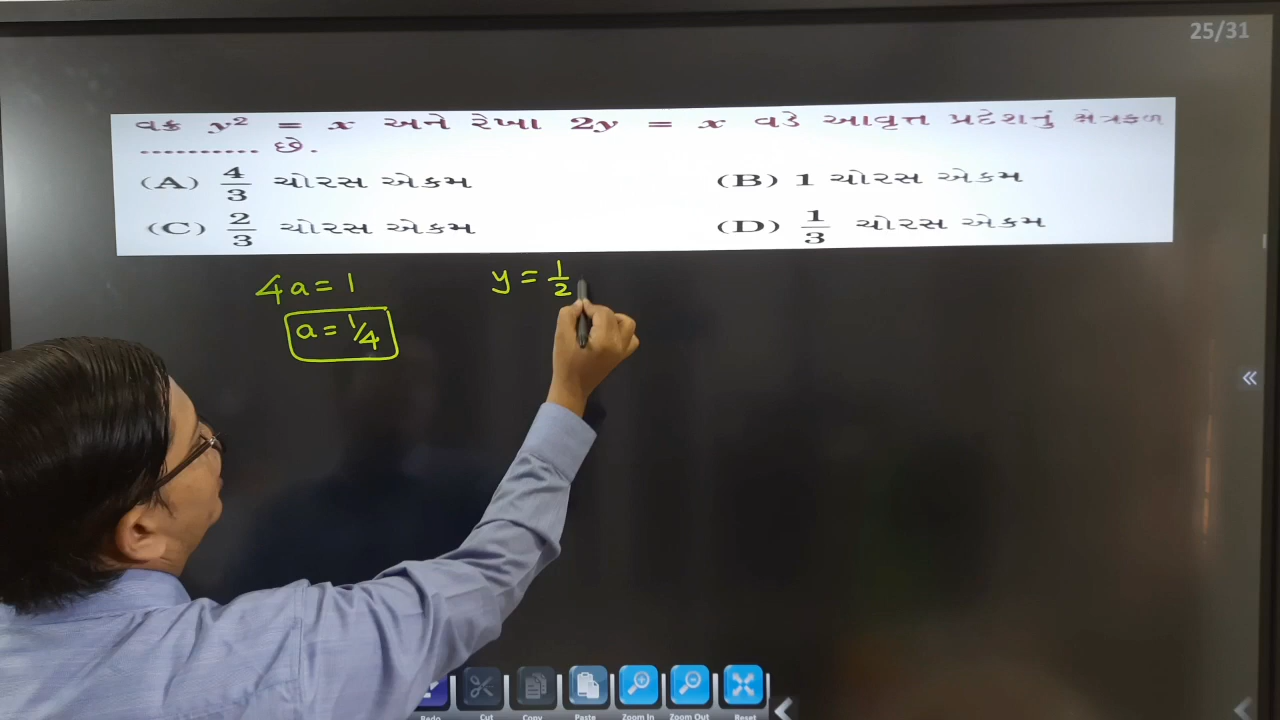 25/31
વક્ર y² = x અને રેખા 2y = x વડે આવૃત્ત પ્રદેશનું ક્ષેત્રફળ
.......... છે.
(A) 4/3 ચોરસ એકમ (B) 1 ચોરસ એકમ
(C) 2/3 ચોરસ એકમ (D) 1/3 ચોરસ એકમ
4a = 1 y = 1/2
a = 1/4
Redo Cut Copy Paste Zoom In Zoom Out Reset